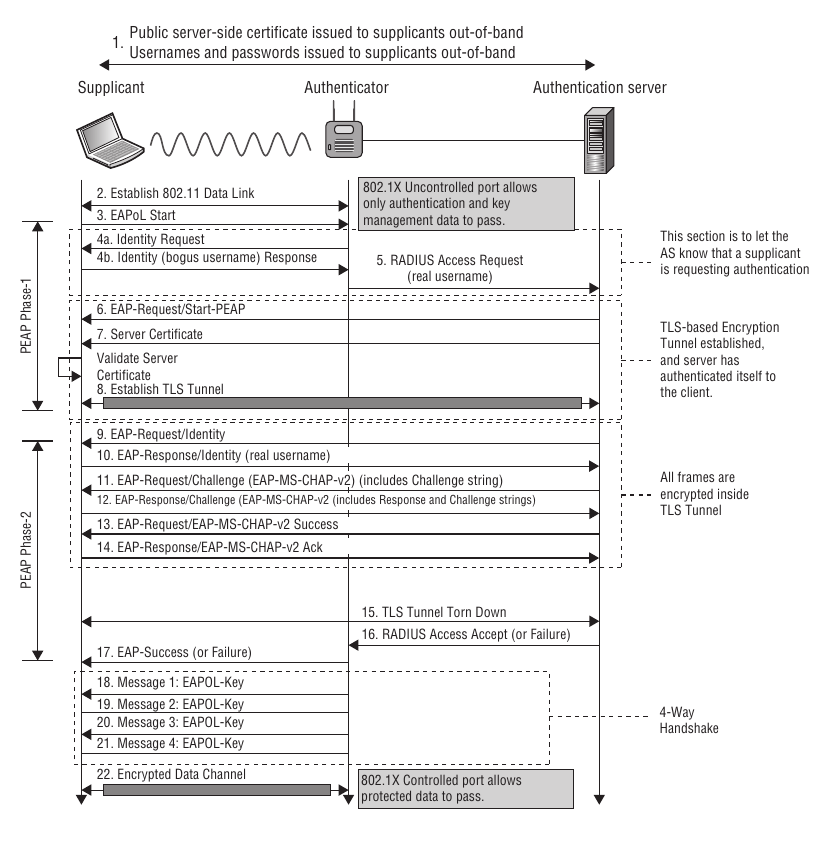 1. Public server-side certificate issued to supplicants out-of-band
Usernames and passwords issued to supplicants out-of-band
Supplicant
Authenticator
Authentication server
2. Establish 802.11 Data Link
802.1X Uncontrolled port allows
only authentication and key
management data to pass.
3. EAPoL Start
PEAP Phase-1
4a. Identity Request
4b. Identity (bogus username) Response
5. RADIUS Access Request
(real username)
This section is to let the
AS know that a supplicant
is requesting authentication
6. EAP-Request/Start-PEAP
7. Server Certificate
Validate Server
Certificate
8. Establish TLS Tunnel
TLS-based Encryption
Tunnel established,
and server has
authenticated itself to
the client.
PEAP Phase-2
9. EAP-Request/Identity
10. EAP-Response/Identity (real username)
11. EAP-Request/Challenge (EAP-MS-CHAP-v2) (includes Challenge string)
12. EAP-Response/Challenge (EAP-MS-CHAP-v2 (includes Response and Challenge strings)
13. EAP-Request/EAP-MS-CHAP-v2 Success
14. EAP-Response/EAP-MS-CHAP-v2 Ack
All frames are
encrypted inside
TLS Tunnel
15. TLS Tunnel Torn Down
16. RADIUS Access Accept (or Failure)
17. EAP-Success (or Failure)
18. Message 1: EAPOL-Key
19. Message 2: EAPOL-Key
20. Message 3: EAPOL-Key
21. Message 4: EAPOL-Key
4-Way
Handshake
22. Encrypted Data Channel
802.1X Controlled port allows
protected data to pass.